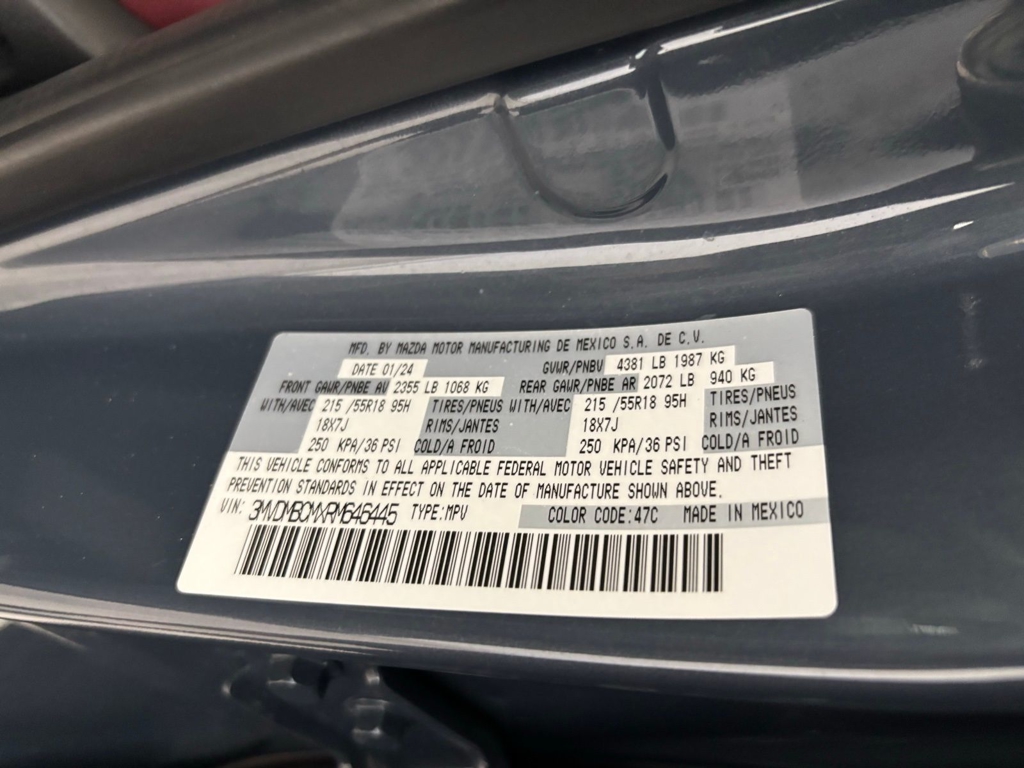 MFD. BY MAZDA MOTOR MANUFACTURING DE MEXICO S.A. DE C.V.
DATE 01/24 GVWR/PNBV 4381 LB 1987 KG
FRONT GAWR/PNBE AV 2355 LB 1068 KG REAR GAWR/PNBE AR 2072 LB 940 KG
WITH/AVEC 215 /55R18 95H TIRES/PNEUS WITH/AVEC 215 /55R18 95H TIRES/PNEUS
18X7J RIMS/JANTES 18X7J RIMS/JANTES
250 KPA/36 PSI COLD/A FROID 250 KPA/36 PSI COLD/A FROID
THIS VEHICLE CONFORMS TO ALL APPLICABLE FEDERAL MOTOR VEHICLE SAFETY AND THEFT
PREVENTION STANDARDS IN EFFECT ON THE DATE OF MANUFACTURE SHOWN ABOVE.
VIN: 3MVDMBCMXRM646445 TYPE:MPV COLOR CODE:47C MADE IN MEXICO